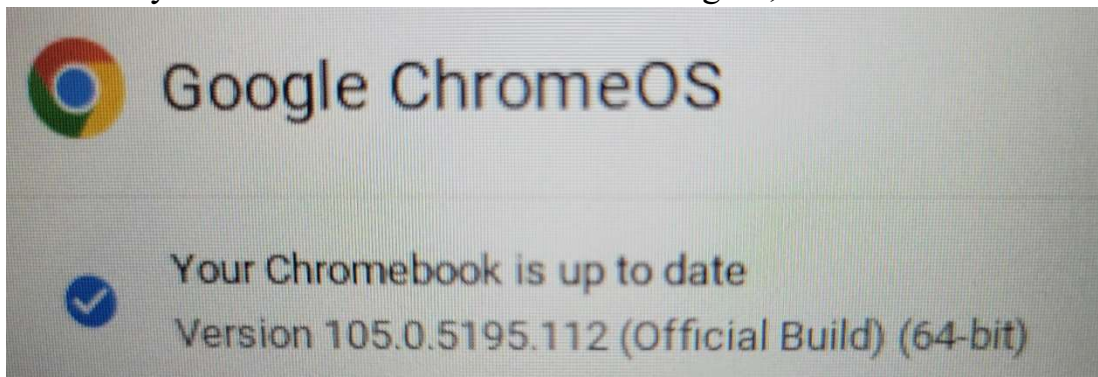 Google ChromeOS
Your Chromebook is up to date
Version 105.0.5195.112 (Official Build) (64-bit)